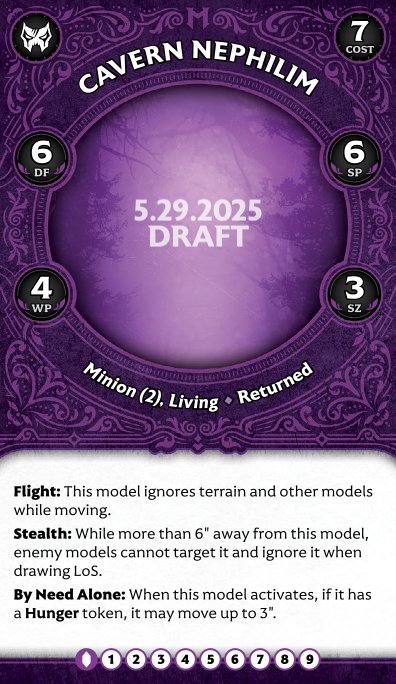 M
7
COST
CAVERN NEPHILIM
6
DF
6
SP
5.29.2025
DRAFT
4
WP
3
SZ
Minion (2), Living • Returned
Flight: This model ignores terrain and other models
while moving.
Stealth: While more than 6" away from this model,
enemy models cannot target it and ignore it when
drawing LoS.
By Need Alone: When this model activates, if it has
a Hunger token, it may move up to 3".
1 2 3 4 5 6 7 8 9